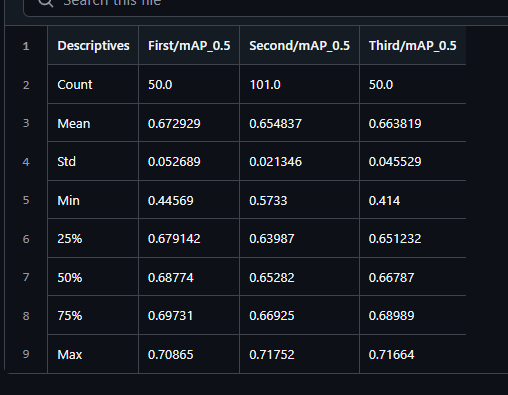 Search this file
1 Descriptives First/mAP_0.5 Second/mAP_0.5 Third/mAP_0.5
2 Count 50.0 101.0 50.0
3 Mean 0.672929 0.654837 0.663819
4 Std 0.052689 0.021346 0.045529
5 Min 0.44569 0.5733 0.414
6 25% 0.679142 0.63987 0.651232
7 50% 0.68774 0.65282 0.66787
8 75% 0.69731 0.66925 0.68989
9 Max 0.70865 0.71752 0.71664